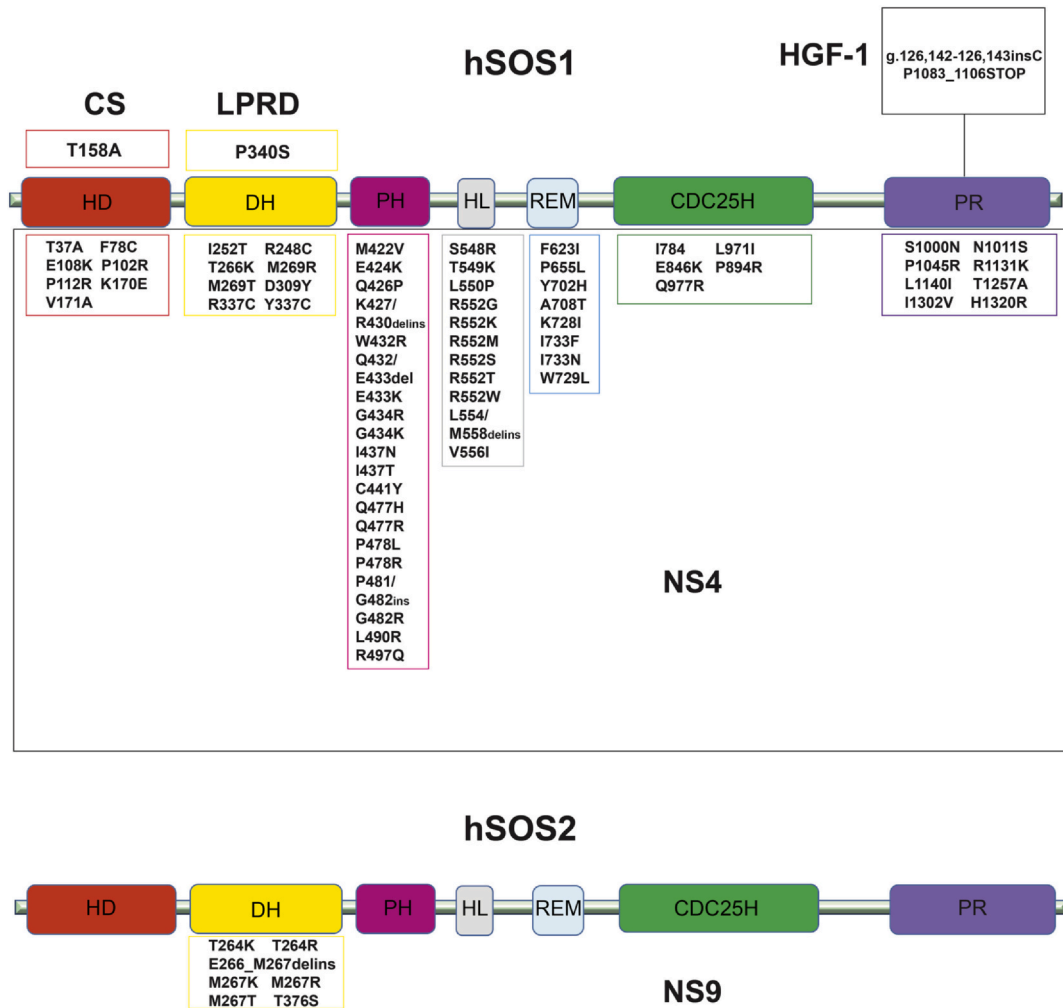 hSOS1
HGF-1
g.126,142-126,143insC
P1083_1106STOP
CS
LPRD
T158A
P340S
HD
DH
PH
HL
REM
CDC25H
PR
T37A F78C
E108K P102R
P112R K170E
V171A
I252T R248C
T266K M269R
M269T D309Y
R337C Y337C
M422V
E424K
Q426P
K427/
R430delins
W432R
Q432/
E433del
E433K
G434R
G434K
I437N
I437T
C441Y
Q477H
Q477R
P478L
P478R
P481/
G482ins
G482R
L490R
R497Q
S548R
T549K
L550P
R552G
R552K
R552M
R552S
R552T
R552W
L554/
M558delins
V556I
F623I
P655L
Y702H
A708T
K728I
I733F
I733N
W729L
I784 L971I
E846K P894R
Q977R
S1000N N1011S
P1045R R1131K
L1140I T1257A
I1302V H1320R
NS4
hSOS2
HD
DH
PH
HL
REM
CDC25H
PR
T264K T264R
E266_M267delins
M267K M267R
M267T T376S
NS9